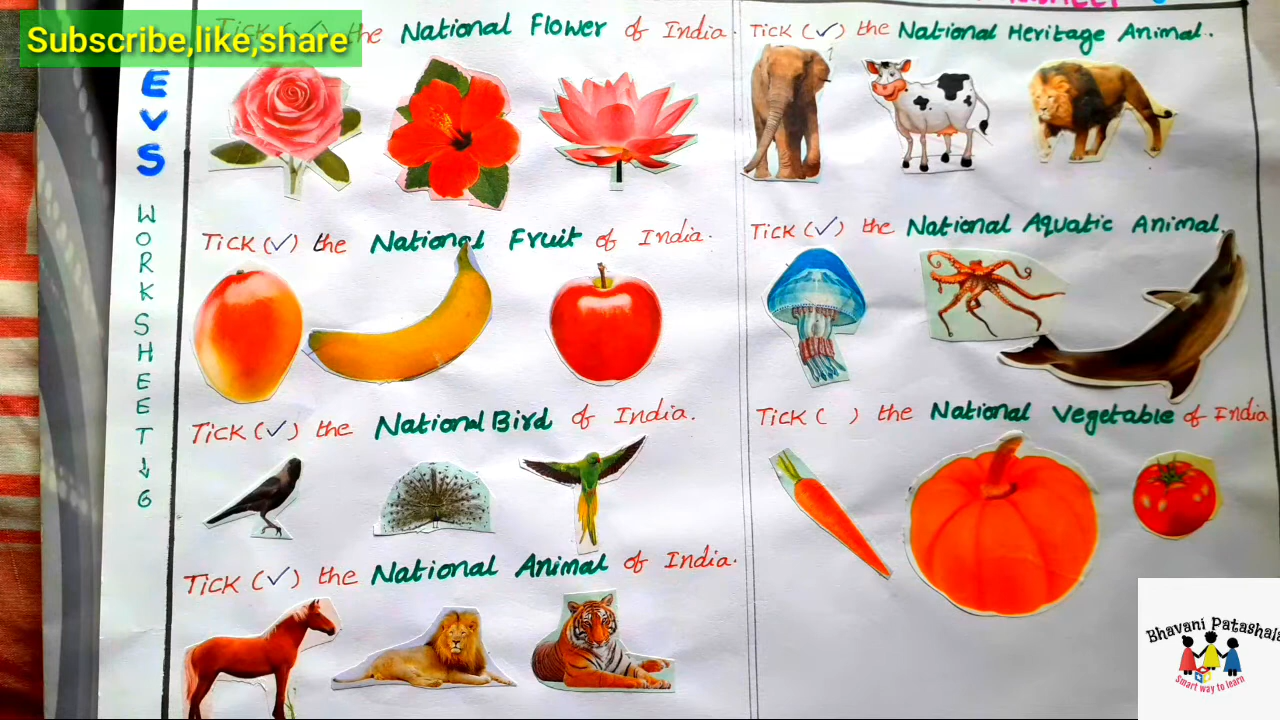 Subscribe,like,share
the National Flower of India.
EVS
WORKSHEET↓6
Tick (✓) the National Fruit of India.
Tick (✓) the National Bird of India.
Tick (✓) the National Animal of India.
Tick (✓) the National Heritage Animal.
Tick (✓) the National Aquatic Animal.
Tick ( ) the National Vegetable of India
Bhavani Patashala
Smart way to learn